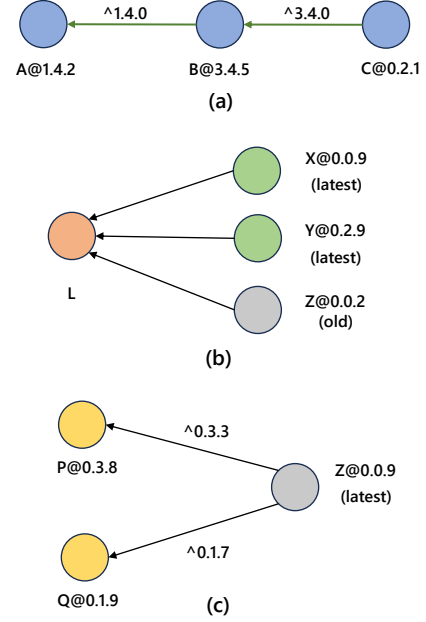 ^1.4.0 ^3.4.0
A@1.4.2 B@3.4.5 C@0.2.1
(a)
X@0.0.9
(latest)
Y@0.2.9
(latest)
L
Z@0.0.2
(old)
(b)
^0.3.3
P@0.3.8
Z@0.0.9
(latest)
^0.1.7
Q@0.1.9
(c)